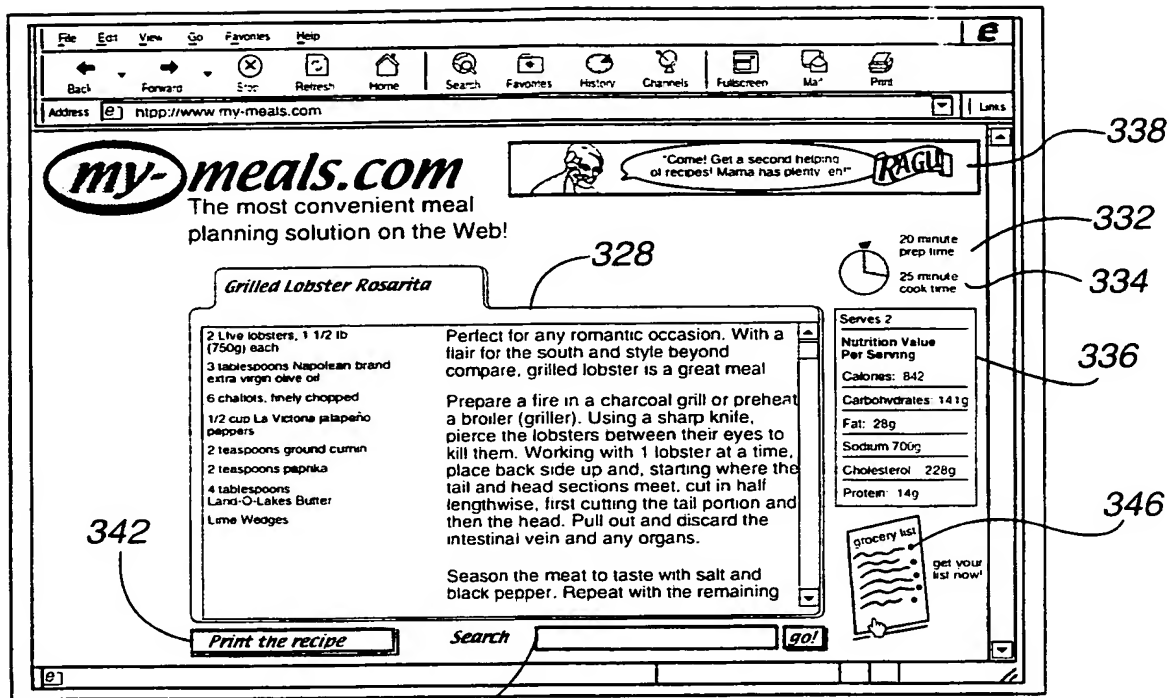 File Edit View Go Favorites Help
Back Forward Stop Refresh Home Search Favorites History Channels Fullscreen Mail Print
Address htpp://www my-meals.com Links
my-meals.com
The most convenient meal
planning solution on the Web!
"Come! Get a second helping
of recipes! Mama has plenty
RAGU
338
20 minute
prep time
332
25 minute
cook time
334
328
Grilled Lobster Rosarita
2 Live lobsters, 1 1/2 lb
(750g) each
3 tablespoons Napolean brand
extra virgin olive oil
6 challots, finely chopped
1/2 cup La Victoria jalapeño
peppers
2 teaspoons ground cumin
2 teaspoons paprika
4 tablespoons
Land-O-Lakes Butter
Lime Wedges
Perfect for any romantic occasion. With a
flair for the south and style beyond
compare, grilled lobster is a great meal
Prepare a fire in a charcoal grill or preheat
a broiler (griller). Using a sharp knife,
pierce the lobsters between their eyes to
kill them. Working with 1 lobster at a time,
place back side up and, starting where the
tail and head sections meet. cut in half
lengthwise, first cutting the tail portion and
then the head. Pull out and discard the
intestinal vein and any organs.
Season the meat to taste with salt and
black pepper. Repeat with the remaining
Serves 2
Nutrition Value
Per Serving
Calories: 842
Carbohydrates: 141g
Fat: 28g
Sodium 700g
Cholesterol 228g
Protein: 14g
336
grocery list
get your
list now!
346
342
Print the recipe
Search go!